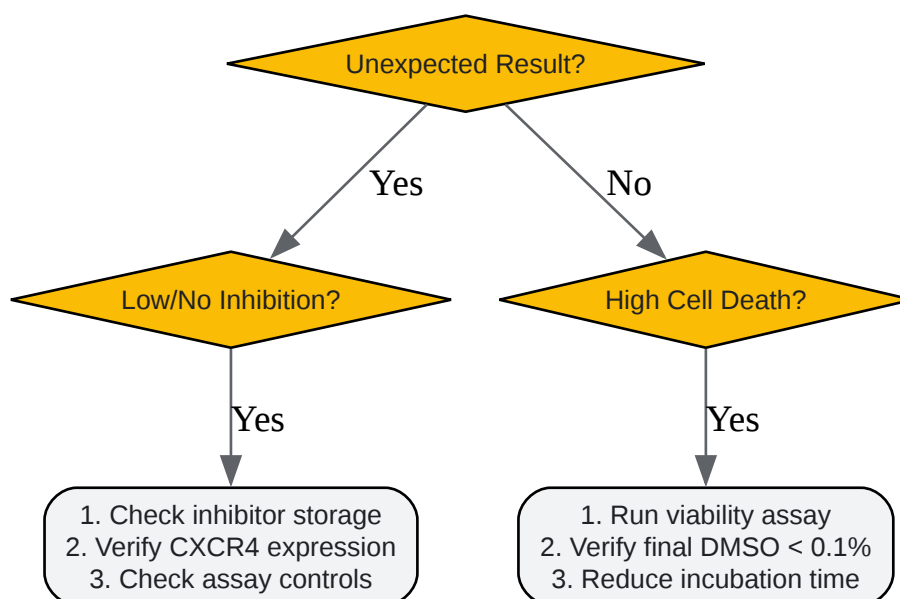 Unexpected Result?
Yes
No
Low/No Inhibition?
High Cell Death?
Yes
Yes
1. Check inhibitor storage
2. Verify CXCR4 expression
3. Check assay controls
1. Run viability assay
2. Verify final DMSO < 0.1%
3. Reduce incubation time